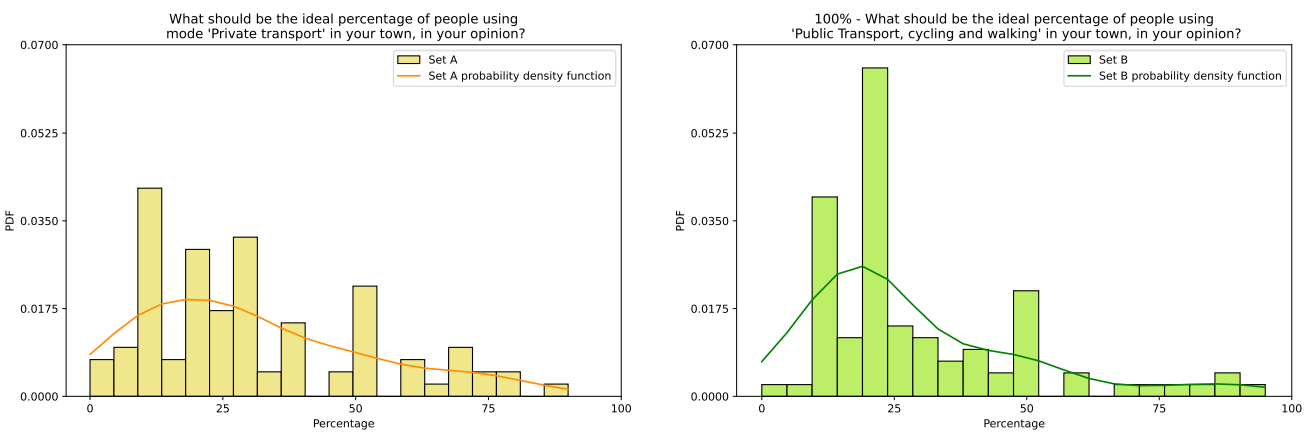 What should be the ideal percentage of people using
mode 'Private transport' in your town, in your opinion?
0.0700
0.0525
0.0350
0.0175
0.0000
PDF
Set A
Set A probability density function
0
25
50
75
100
Percentage
100% - What should be the ideal percentage of people using
'Public Transport, cycling and walking' in your town, in your opinion?
0.0700
0.0525
0.0350
0.0175
0.0000
PDF
Set B
Set B probability density function
0
25
50
75
100
Percentage